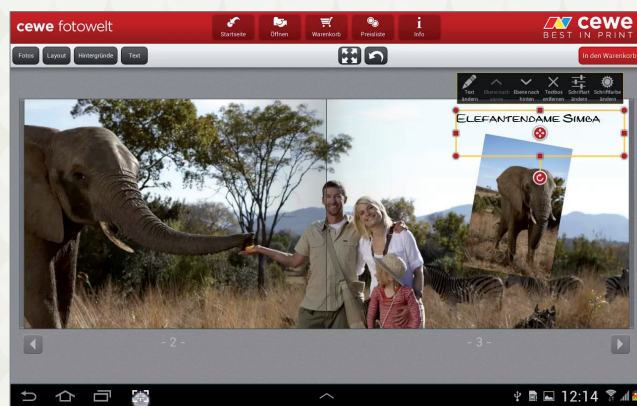 cewe fotowelt
Startseite
Öffnen
Warenkorb
Preisliste
Info
cewe
BEST IN PRINT
Fotos
Layout
Hintergründe
Text
In den Warenkorb
Text ändern
Ebene nach
Ebene nach hinten
Textbox entfernen
Schriftart ändern
Schriftfarbe ändern
Elefantendame Simba
- 2 -
- 3 -
12:14